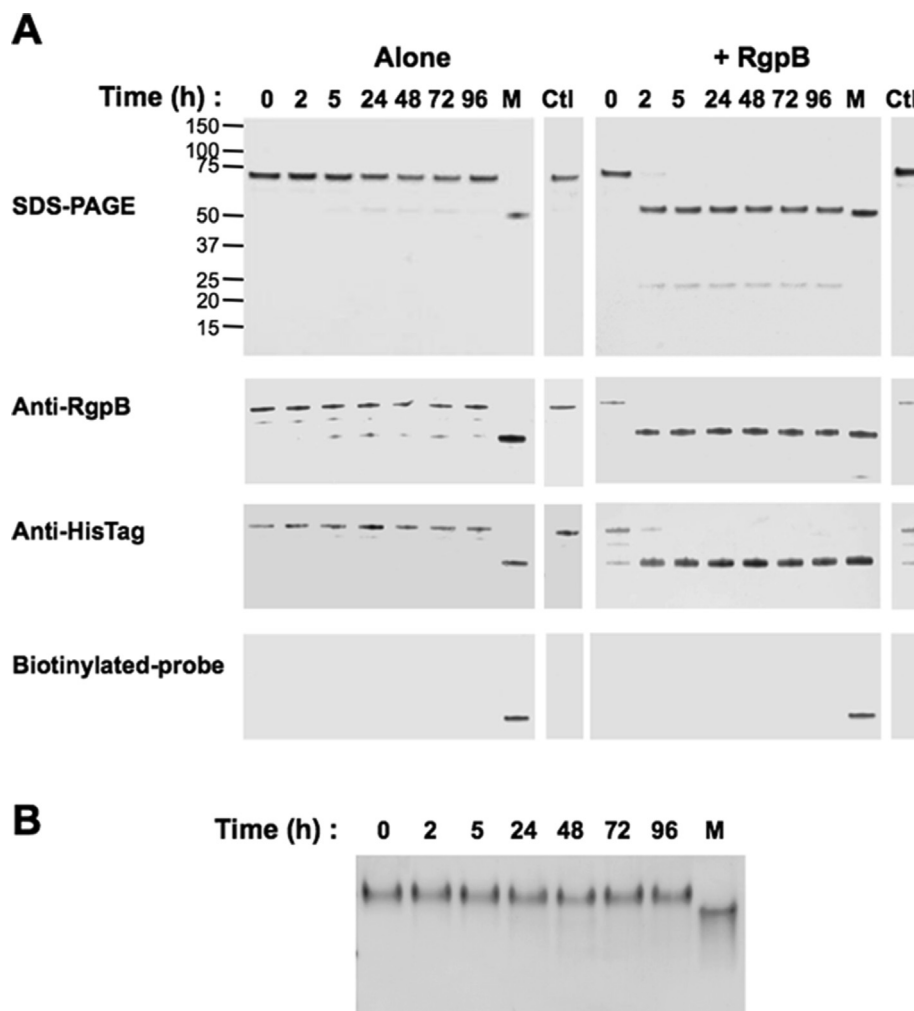 A
Alone + RgpB
Time (h) : 0 2 5 24 48 72 96 M Ctl 0 2 5 24 48 72 96 M Ctl
150
100
75
SDS-PAGE
50
37
25
20
15
Anti-RgpB
Anti-HisTag
Biotinylated-probe
B
Time (h) : 0 2 5 24 48 72 96 M